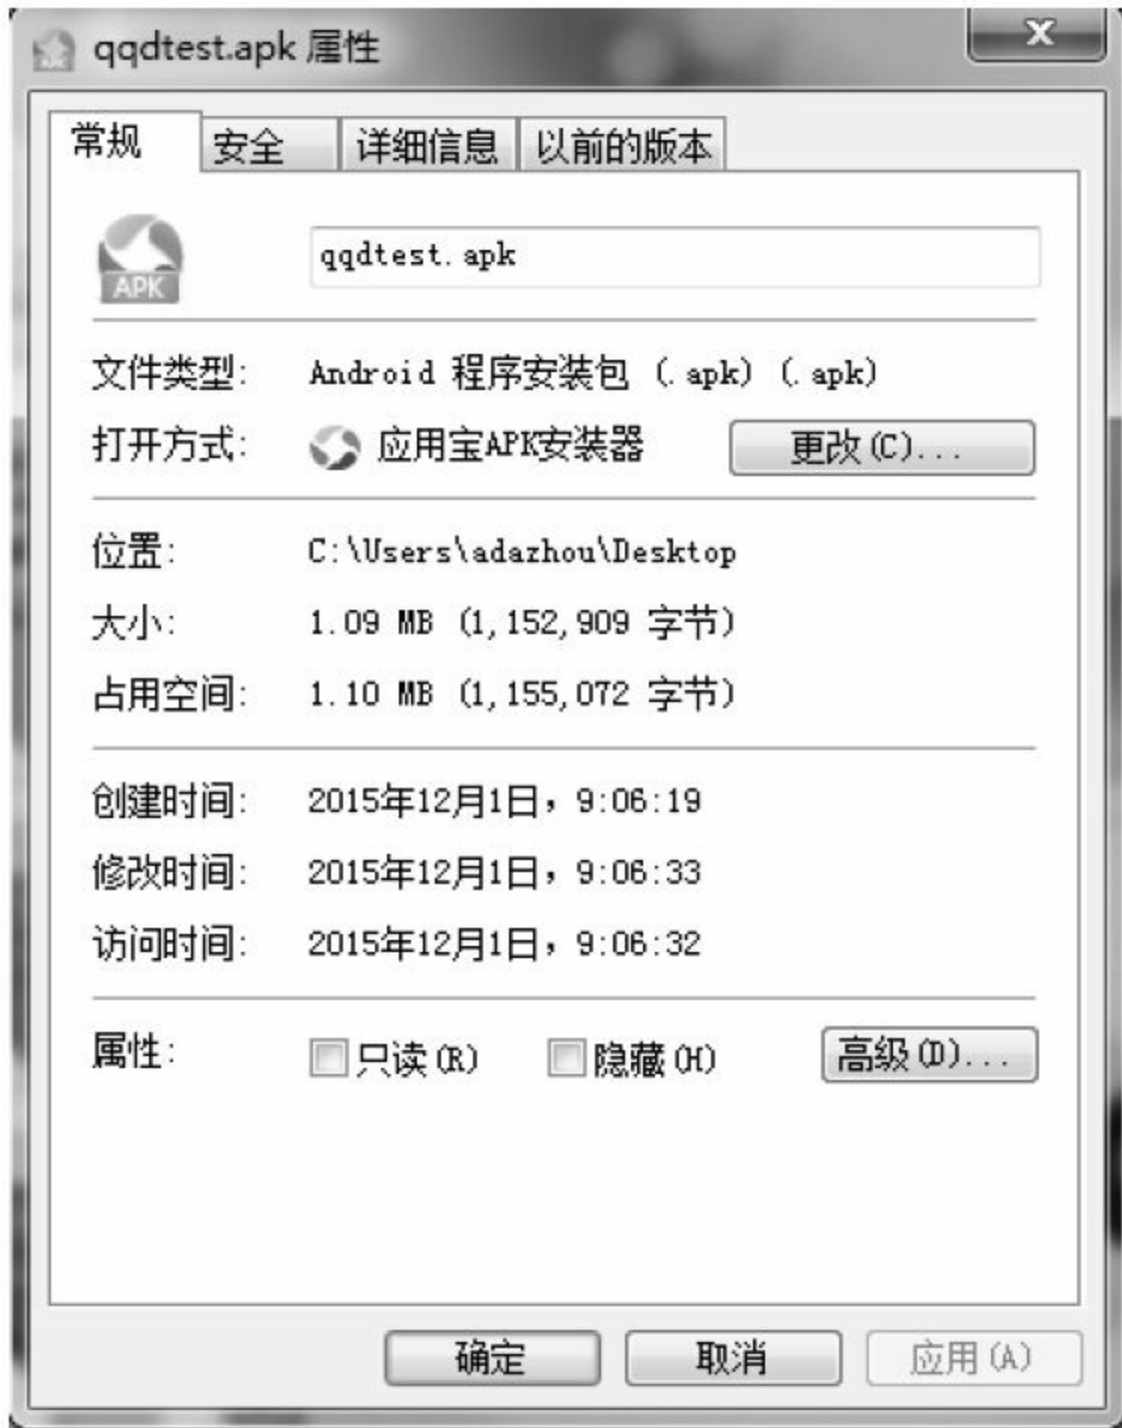 qqdtest.apk 属性
x
常规 安全 详细信息 以前的版本
APK
qqdtest.apk
文件类型: Android 程序安装包 (.apk) (.apk)
打开方式: 应用宝APK安装器 更改(C)...
位置: C:\Users\adazhou\Desktop
大小: 1.09 MB (1,152,909 字节)
占用空间: 1.10 MB (1,155,072 字节)
创建时间: 2015年12月1日，9:06:19
修改时间: 2015年12月1日，9:06:33
访问时间: 2015年12月1日，9:06:32
属性: 只读(R) 隐藏(H) 高级(D)...
确定 取消 应用(A)